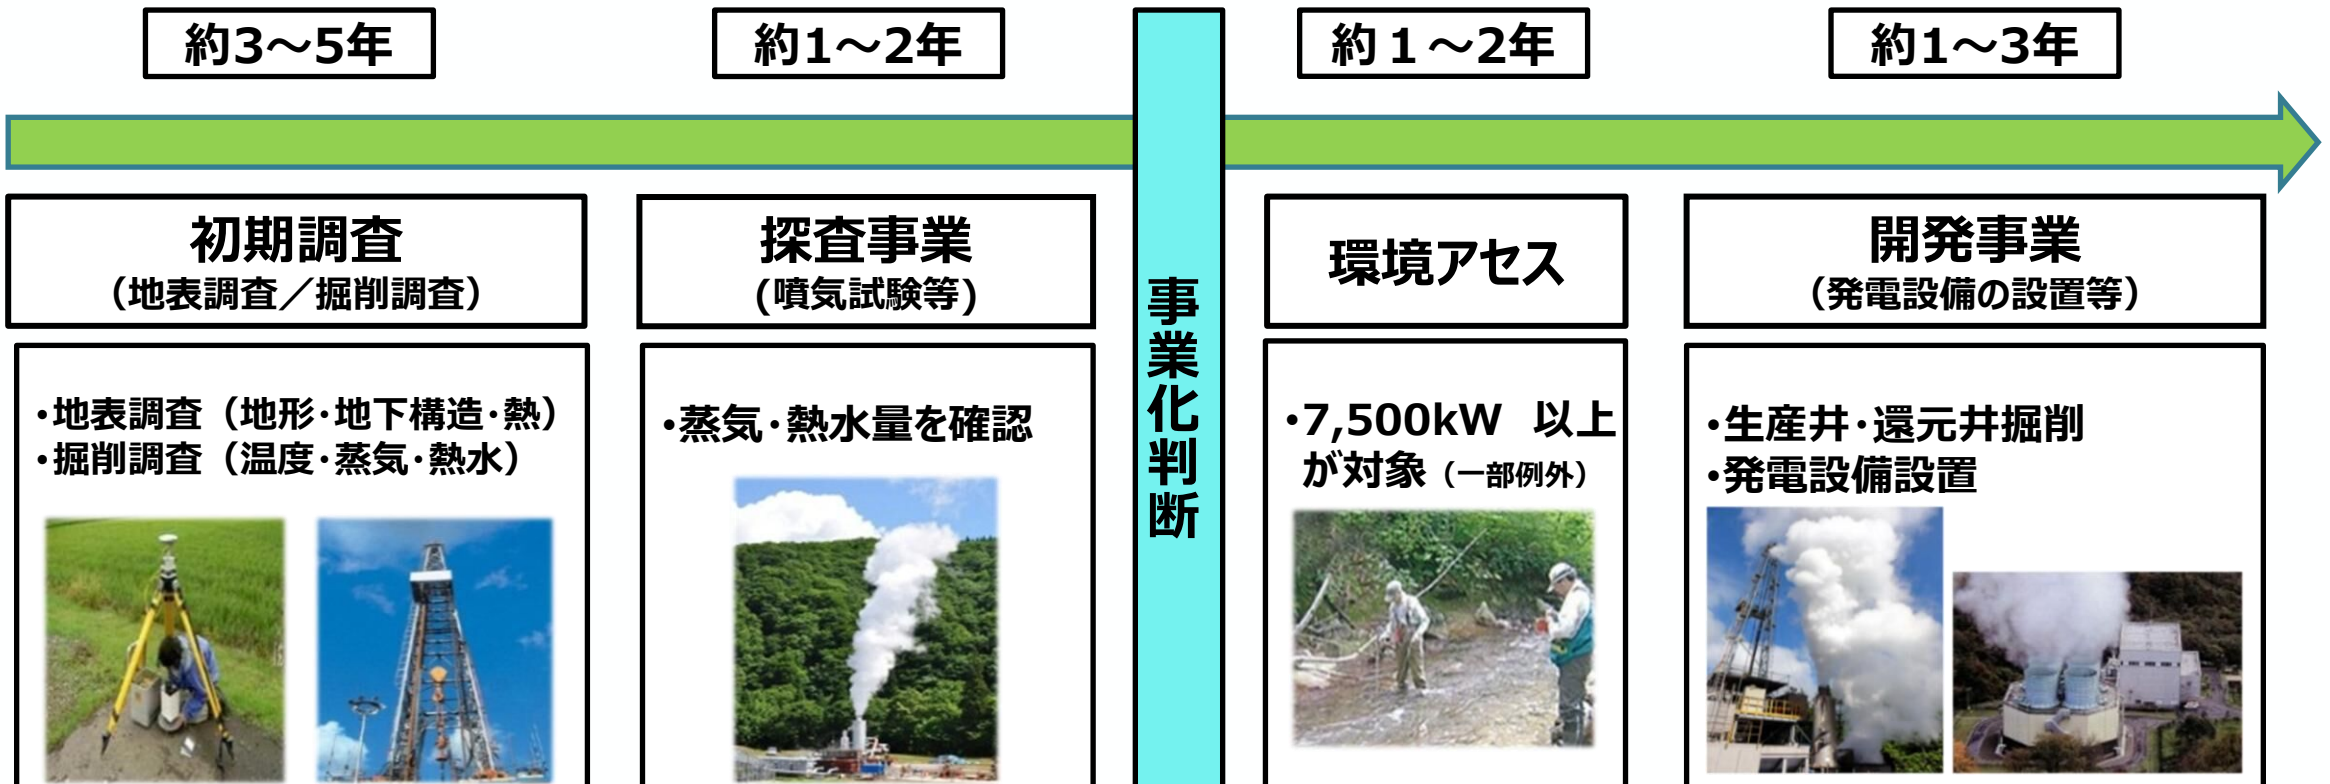 約3～5年
約1～2年
約１～2年
約1～3年
初期調査
（地表調査／掘削調査）
・地表調査（地形・地下構造・熱）
・掘削調査（温度・蒸気・熱水）
探査事業
(噴気試験等)
・蒸気・熱水量を確認
事業化判断
環境アセス
・7,500kW　以上
が対象（一部例外）
開発事業
（発電設備の設置等）
・生産井・還元井掘削
・発電設備設置